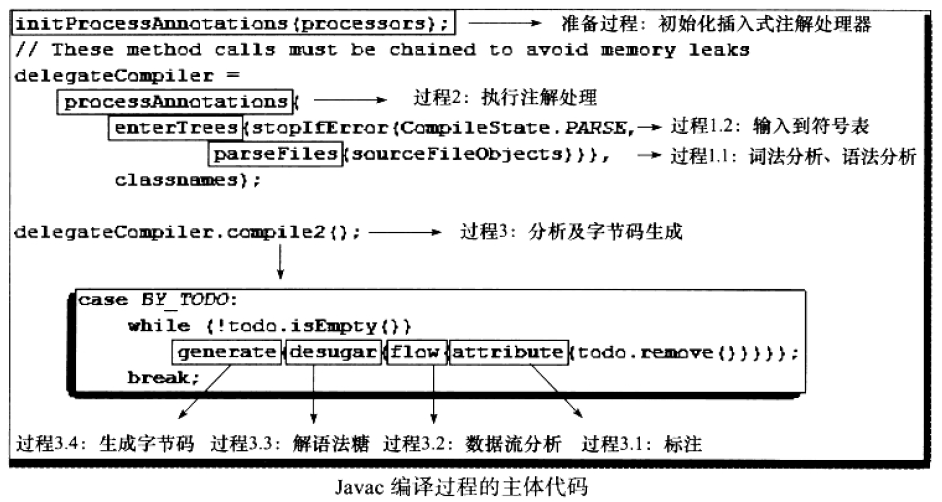 initProcessAnnotations(processors); 准备过程：初始化插入式注解处理器
// These method calls must be chained to avoid memory leaks
delegateCompiler =
processAnnotations( 过程2：执行注解处理
enterTrees(stopIfError(CompileState.PARSE, 过程1.2：输入到符号表
parseFiles(sourceFileObjects))), 过程1.1：词法分析、语法分析
classnames);
delegateCompiler.compile2(); 过程3：分析及字节码生成
case BY_TODO:
while (!todo.isEmpty())
generate(desugar(flow(attribute(todo.remove()))));
break;
过程3.4：生成字节码 过程3.3：解语法糖 过程3.2：数据流分析 过程3.1：标注
Javac 编译过程的主体代码